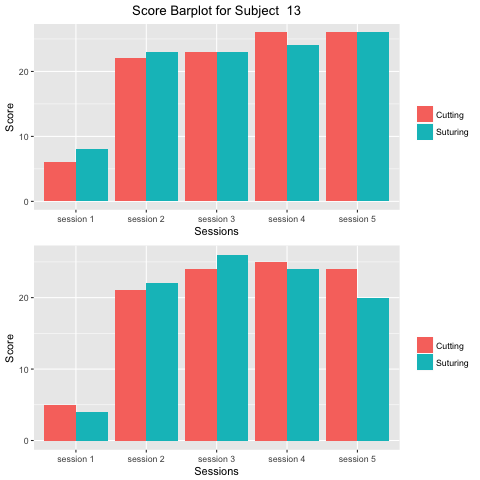 Score Barplot for Subject  13
Score
20
10
0
session 1 session 2 session 3 session 4 session 5
Sessions
Cutting
Suturing
Score
20
10
0
session 1 session 2 session 3 session 4 session 5
Sessions
Cutting
Suturing